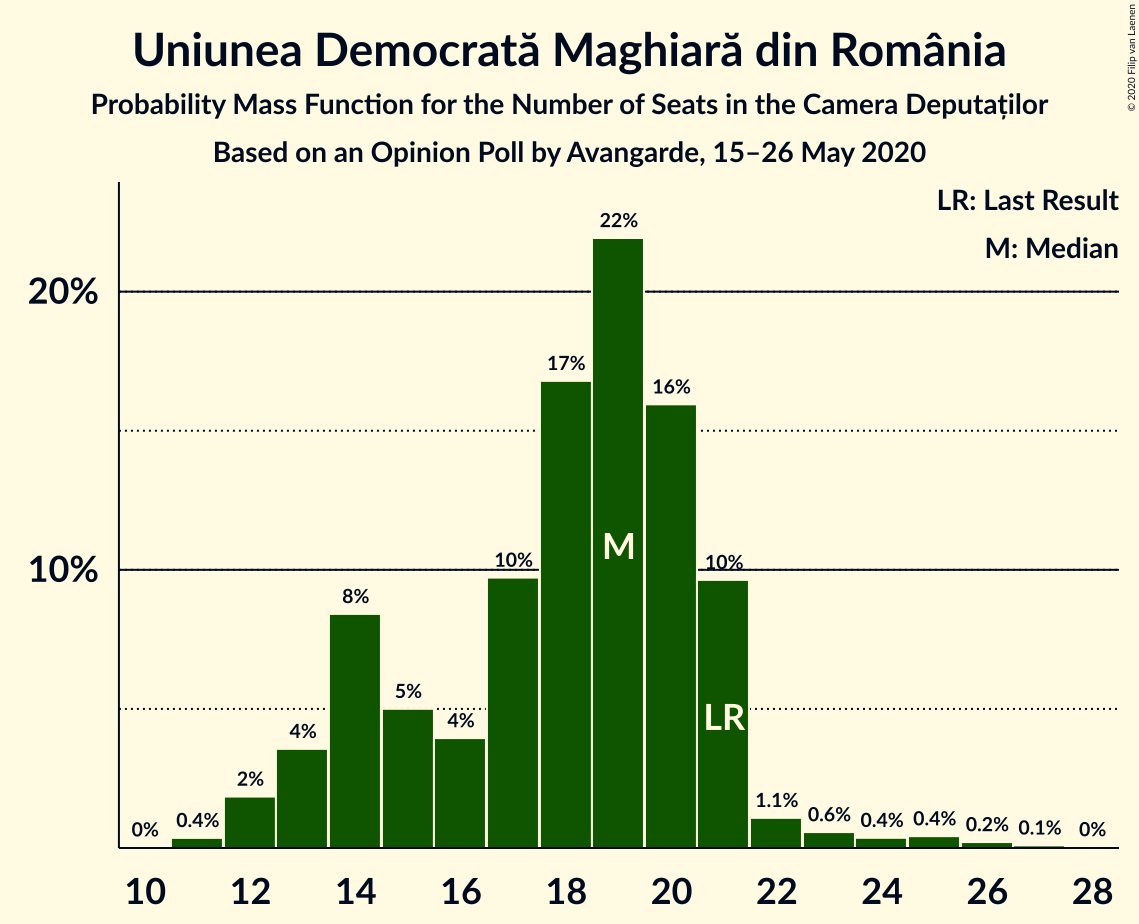 Uniunea Democrată Maghiară din România
Probability Mass Function for the Number of Seats in the Camera Deputaților
Based on an Opinion Poll by Avangarde, 15–26 May 2020
© 2020 Filip van Laenen
LR: Last Result
M: Median
20%
10%
0%
0.4%
2%
4%
8%
5%
4%
10%
17%
22%
16%
10%
1.1%
0.6%
0.4%
0.4%
0.2%
0.1%
0%
M
LR
10 12 14 16 18 20 22 24 26 28